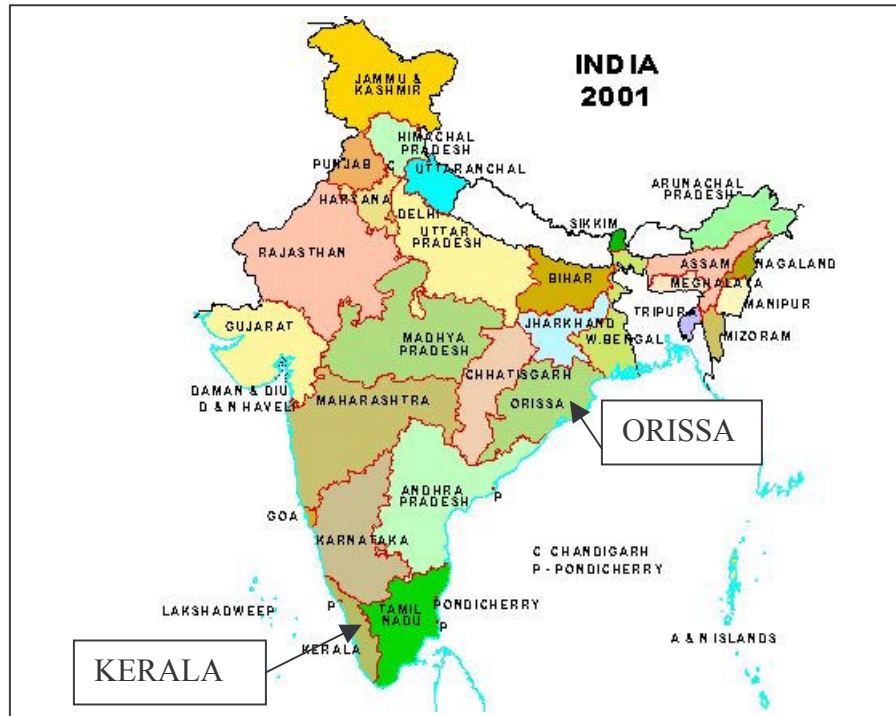 INDIA
2001
JAMMU &
KASHMIR
HIMACHAL
PRADESH
PUNJAB
C
UTTARANCHAL
HARYANA
DELHI
ARUNACHAL
PRADESH
SIKKIM
UTTAR
PRADESH
RAJASTHAN
ASSAM
NAGALAND
BIHAR
MEGHALAYA
MANIPUR
TRIPURA
GUJARAT
JHARKHAND
MADHYA
PRADESH
W.BENGAL
MIZORAM
CHHATISGARH
DAMAN & DIU
D & N HAVELI
MAHARASHTRA
ORISSA
ORISSA
ANDHRA
PRADESH
P
GOA
KARNATAKA
C CHANDIGARH
P - PONDICHERRY
LAKSHADWEEP
P
TAMIL
NADU
PONDICHERRY
P
A & N ISLANDS
KERALA
KERALA